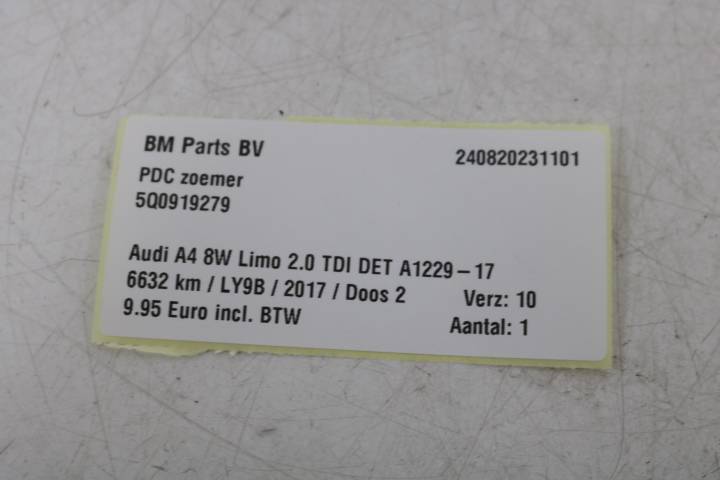 BM Parts BV 240820231101
PDC zoemer
5Q0919279
Audi A4 8W Limo 2.0 TDI DET A1229-17
6632 km / LY9B / 2017 / Doos 2 Verz: 10
9.95 Euro incl. BTW Aantal: 1